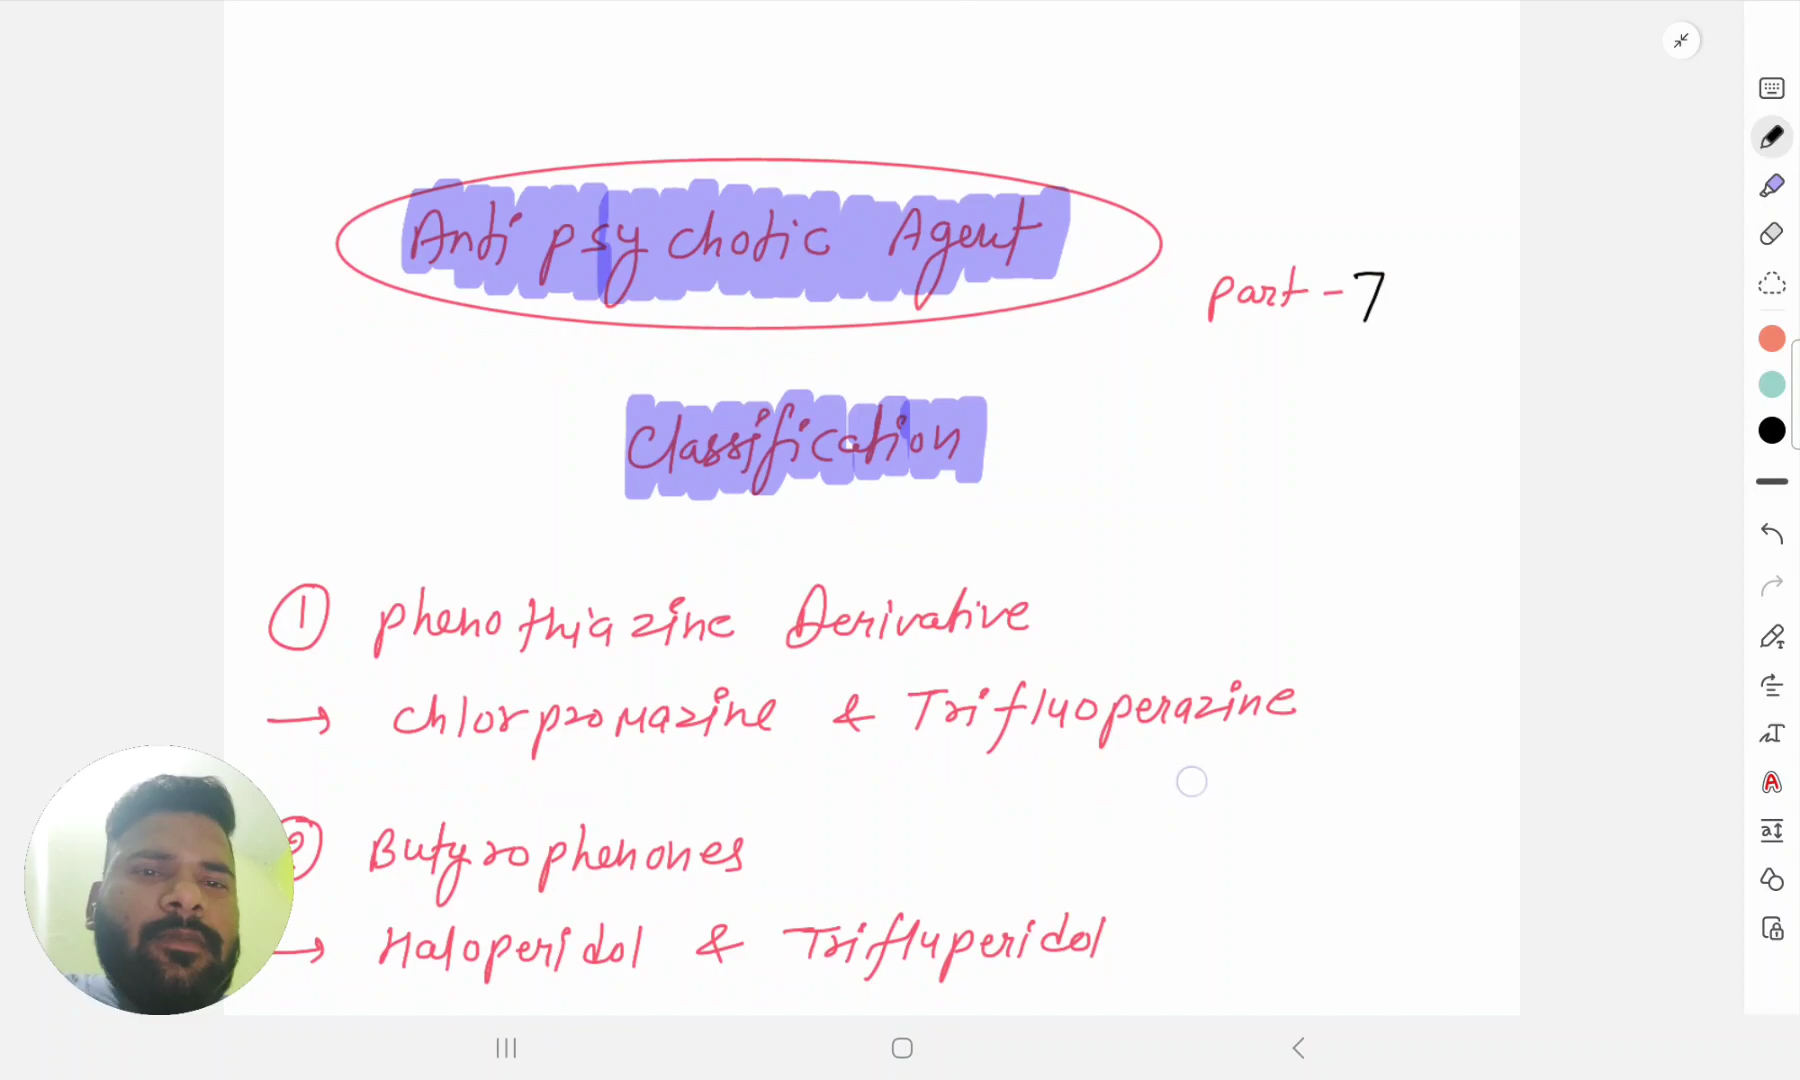 Anti psychotic Agent
part - 7
Classification
① phenothiazine Derivative
→ Chlorpromazine & Trifluoperazine
② Butyrophenones
→ Haloperidol & Trifluperidol